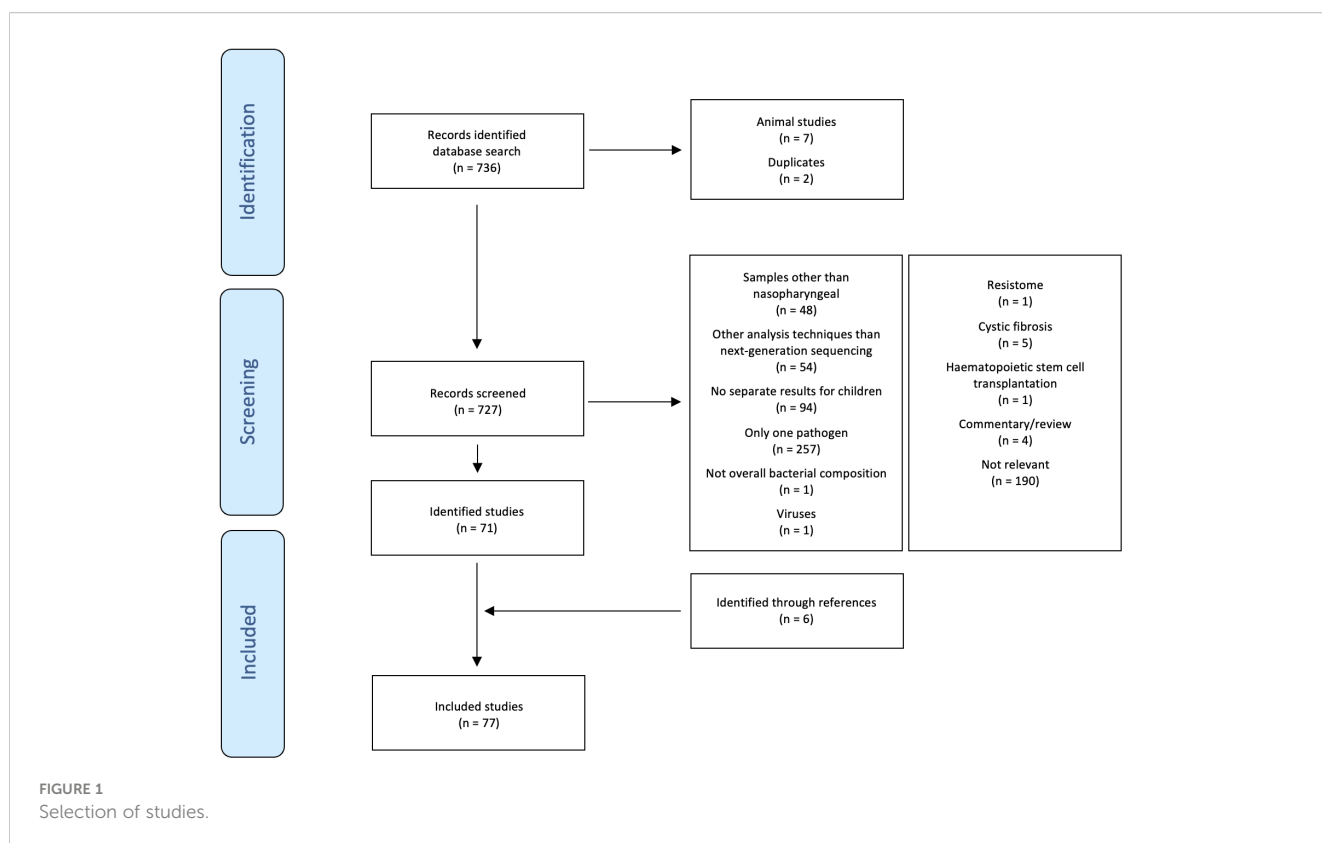 Identification
Records identified
database search
(n = 736)
Animal studies
(n = 7)
Duplicates
(n = 2)
Screening
Records screened
(n = 727)
Samples other than
nasopharyngeal
(n = 48)
Other analysis techniques than
next-generation sequencing
(n = 54)
No separate results for children
(n = 94)
Only one pathogen
(n = 257)
Not overall bacterial composition
(n = 1)
Viruses
(n = 1)
Resistome
(n = 1)
Cystic fibrosis
(n = 5)
Haematopoietic stem cell
transplantation
(n = 1)
Commentary/review
(n = 4)
Not relevant
(n = 190)
Identified studies
(n = 71)
Included
Identified through references
(n = 6)
Included studies
(n = 77)
FIGURE 1
Selection of studies.